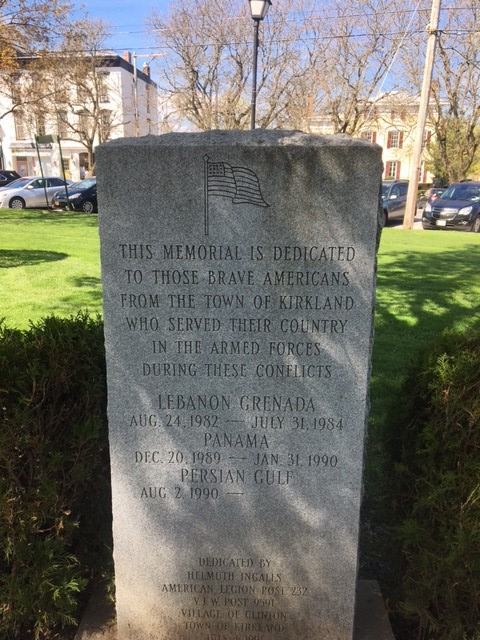 THIS MEMORIAL IS DEDICATED
TO THOSE BRAVE AMERICANS
FROM THE TOWN OF KIRKLAND
WHO SERVED THEIR COUNTRY
IN THE ARMED FORCES
DURING THESE CONFLICTS
LEBANON GRENADA
AUG. 24, 1982 — JULY 31, 1984
PANAMA
DEC. 20, 1989 — JAN. 31, 1990
PERSIAN GULF
AUG 2, 1990 —
DEDICATED BY
HELMUTH INGALLS
AMERICAN LEGION POST 232
V.F.W. POST 9591
VILLAGE OF CLINTON
TOWN OF KIRKLAND